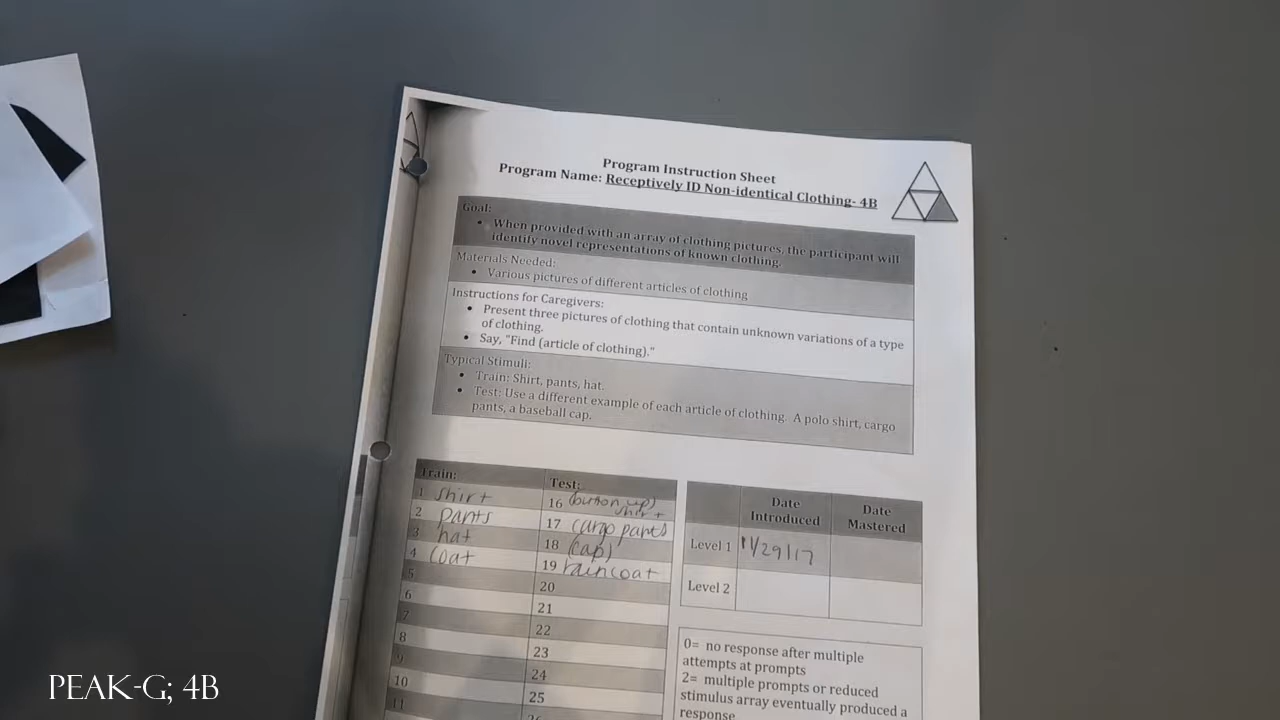 Program Instruction Sheet
Program Name: Receptively ID Non-identical Clothing- 4B
Goal:
• When provided with an array of clothing pictures, the participant will
identify novel representations of known clothing.
Materials Needed:
• Various pictures of different articles of clothing
Instructions for Caregivers:
• Present three pictures of clothing that contain unknown variations of a type
of clothing.
• Say, "Find (article of clothing)."
Typical Stimuli:
• Train: Shirt, pants, hat.
• Test: Use a different example of each article of clothing. A polo shirt, cargo
pants, a baseball cap.
Train: Test:
1 shirt 16 (button up) shirt
2 pants 17 cargo pants
3 hat 18 (cap)
4 coat 19 raincoat
5 20
6 21
7 22
8 23
9 24
10 25
11 26
Date Introduced Date Mastered
Level 1 11/29/17
Level 2
0= no response after multiple
attempts at prompts
2= multiple prompts or reduced
stimulus array eventually produced a
response
PEAK-G; 4B